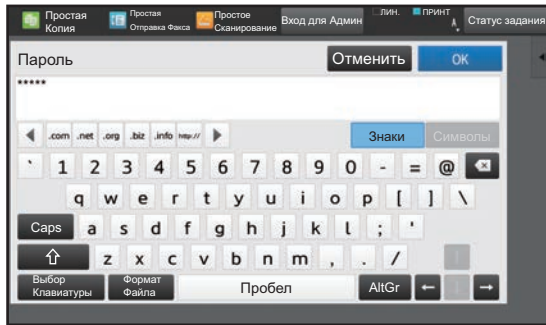 Простая Копия
Простая Отправка Факса
Простое Сканирование
Вход для Админ
ЛИН.
ПРИНТ
Статус задания
Пароль
Отменить
OK
*****
.com .net .org .biz .info http://
Знаки
Символы
` 1 2 3 4 5 6 7 8 9 0 - = @
q w e r t y u i o p [ ] \
Caps a s d f g h j k l ; '
z x c v b n m , . /
Выбор Клавиатуры
Формат Файла
Пробел
AltGr